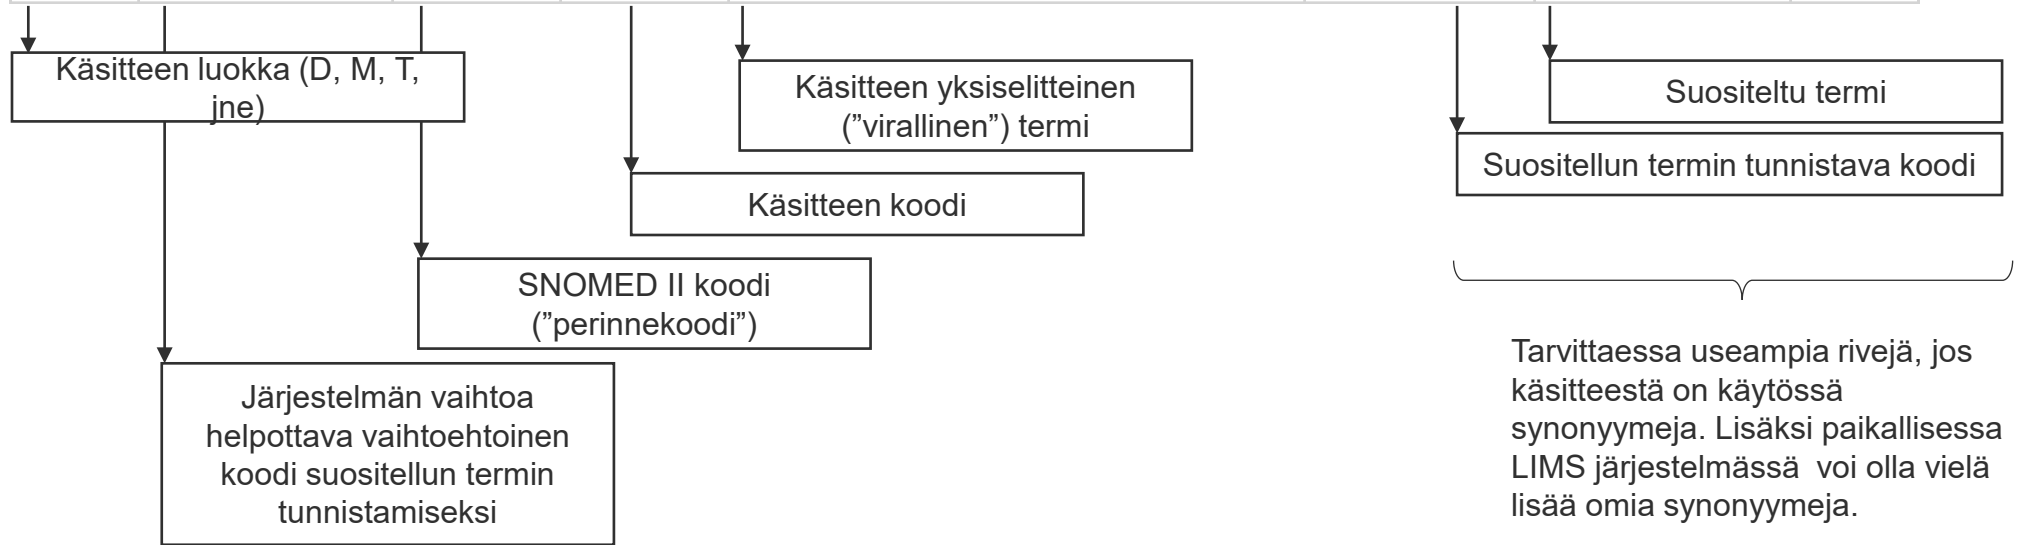 Käsitteen luokka (D, M, T,
jne)
Käsitteen yksiselitteinen
(”virallinen”) termi
Suositeltu termi
Suositellun termin tunnistava koodi
Käsitteen koodi
SNOMED II koodi
(”perinnekoodi”)
Järjestelmän vaihtoa
helpottava vaihtoehtoinen
koodi suositellun termin
tunnistamiseksi
Tarvittaessa useampia rivejä, jos
käsitteestä on käytössä
synonyymeja. Lisäksi paikallisessa
LIMS järjestelmässä  voi olla vielä
lisää omia synonyymeja.